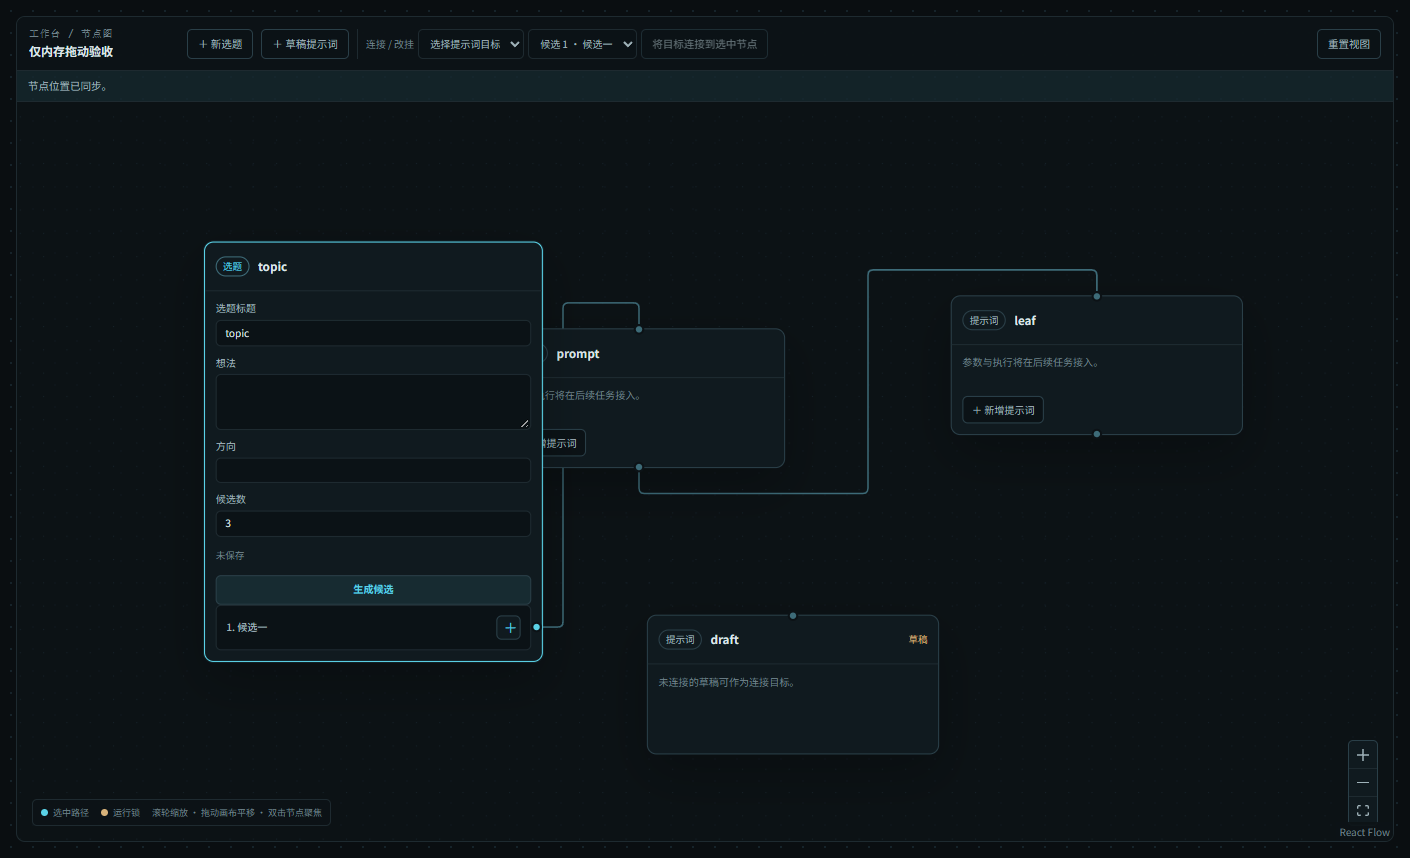 工作台 / 节点图
仅内存拖动验收
+ 新选题
+ 草稿提示词
连接 / 改挂
选择提示词目标
候选 1 · 候选一
将目标连接到选中节点
重置视图
节点位置已同步。
选题 topic
选题标题
topic
想法
方向
候选数
3
未保存
生成候选
1. 候选一
+
prompt
行将在后续任务接入。
提示词
提示词 leaf
参数与执行将在后续任务接入。
+ 新增提示词
提示词 draft 草稿
未连接的草稿可作为连接目标。
选中路径 运行锁 滚轮缩放 · 拖动画布平移 · 双击节点聚焦
React Flow